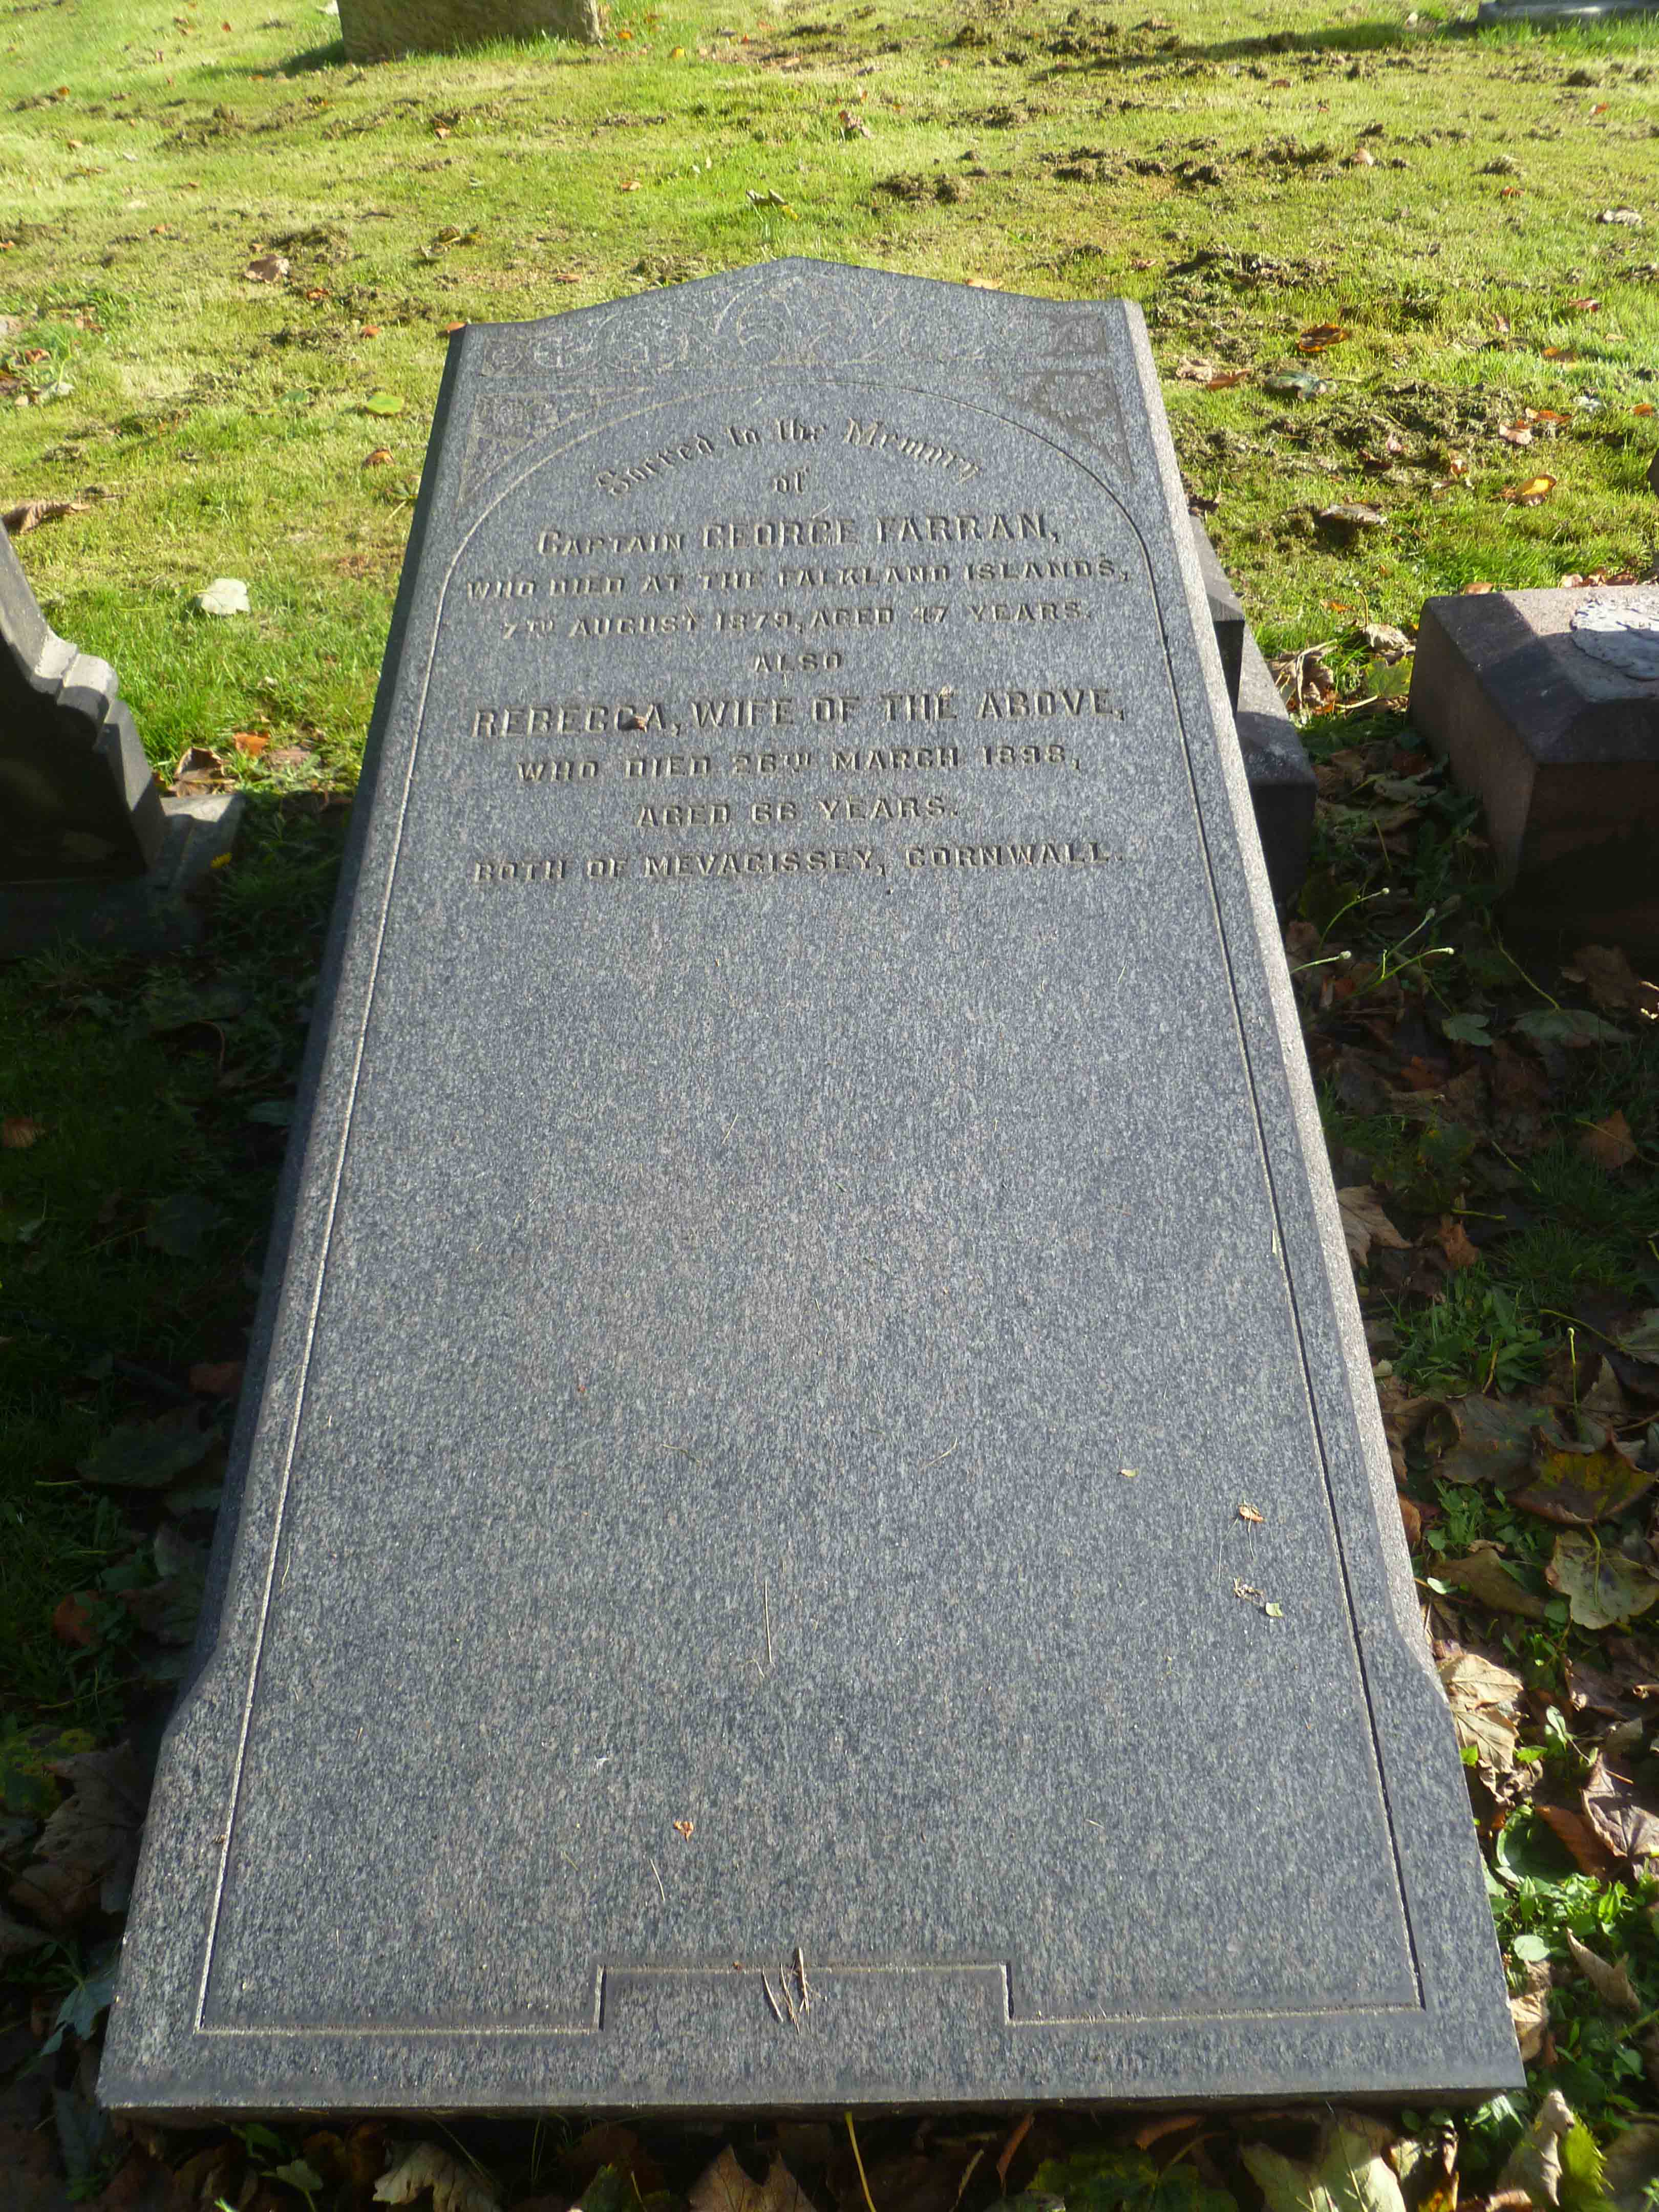 Sacred to the Memory
of
CAPTAIN GEORGE FARRAN,
WHO DIED AT THE FALKLAND ISLANDS,
7TH AUGUST 1879, AGED 47 YEARS.
ALSO
REBECCA, WIFE OF THE ABOVE,
WHO DIED 26TH MARCH 1898,
AGED 66 YEARS.
BOTH OF MEVAGISSEY, CORNWALL.